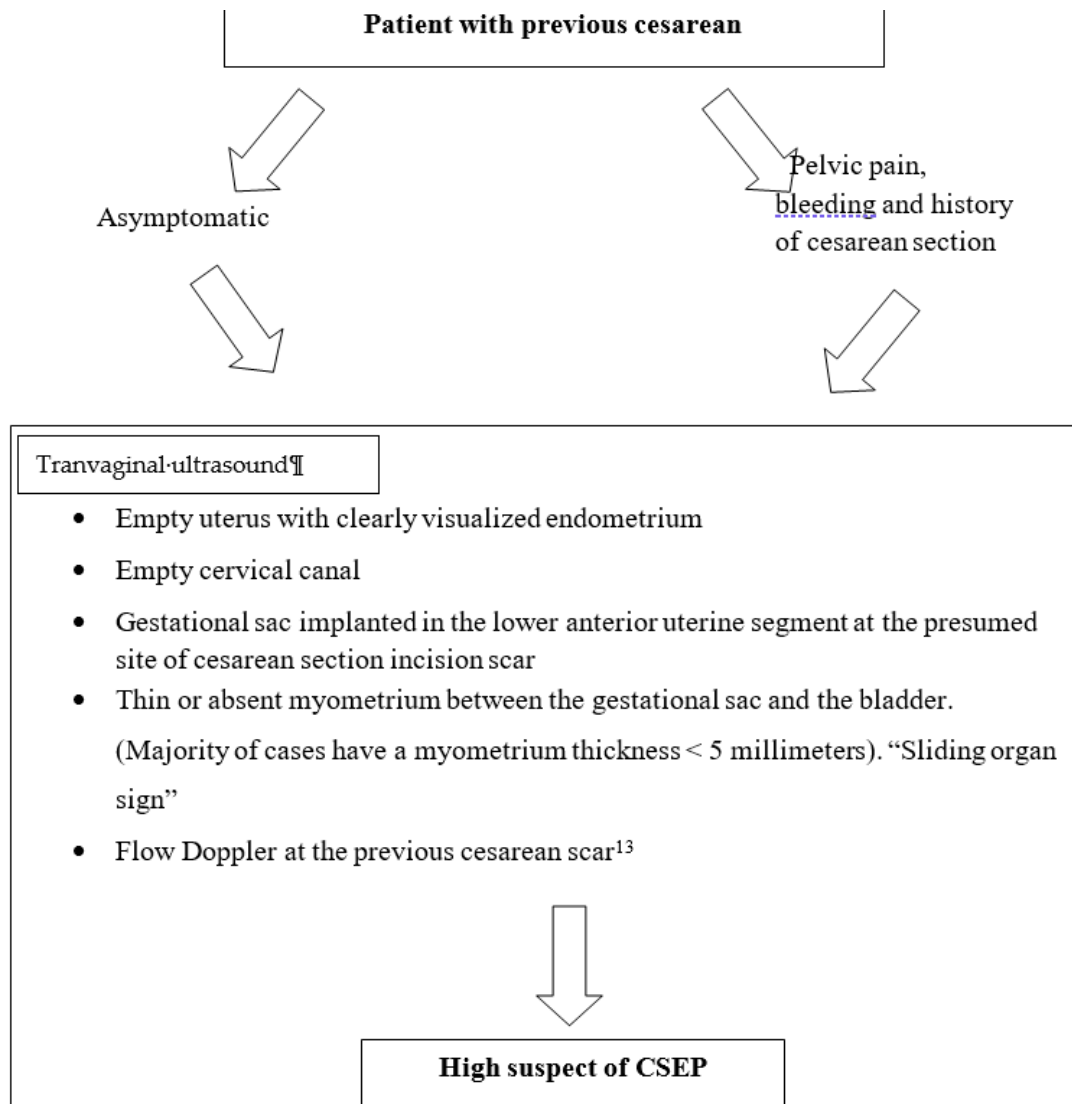 Patient with previous cesarean
Asymptomatic
Pelvic pain,
bleeding and history
of cesarean section
Tranvaginal·ultrasound¶
• Empty uterus with clearly visualized endometrium
• Empty cervical canal
• Gestational sac implanted in the lower anterior uterine segment at the presumed
site of cesarean section incision scar
• Thin or absent myometrium between the gestational sac and the bladder.
(Majority of cases have a myometrium thickness < 5 millimeters). “Sliding organ
sign”
• Flow Doppler at the previous cesarean scar¹³
High suspect of CSEP